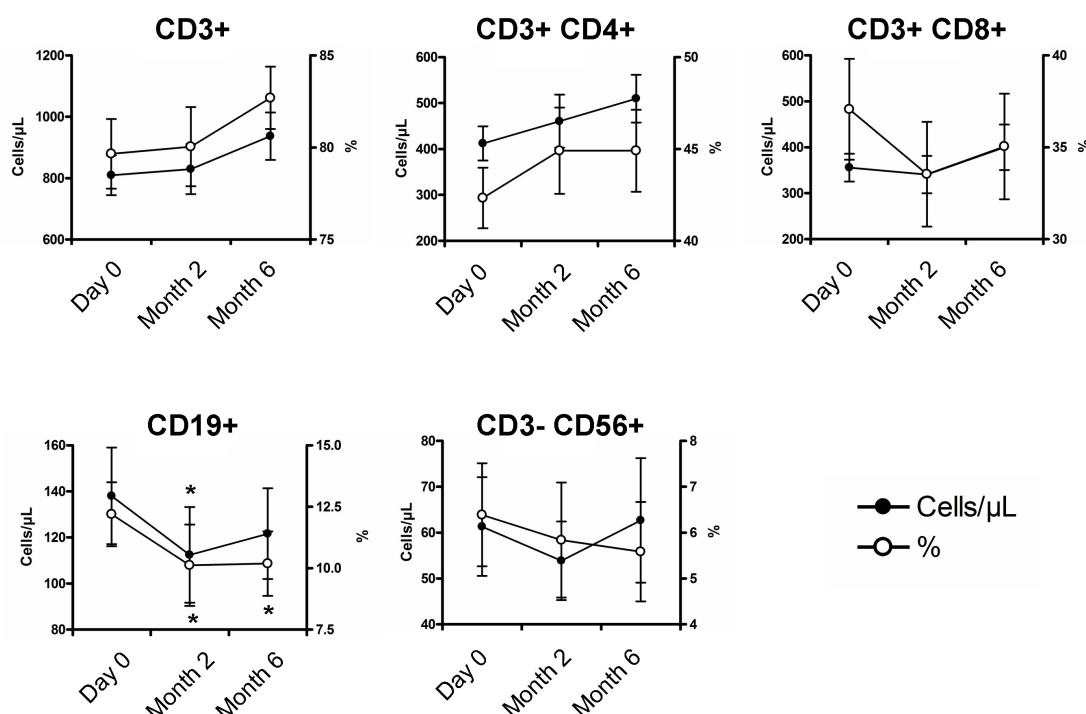 CD3+
1200
1000
800
600
Cells/µL
85
80
75
%
Day 0
Month 2
Month 6
CD3+ CD4+
600
500
400
300
200
Cells/µL
50
45
40
%
Day 0
Month 2
Month 6
CD3+ CD8+
600
500
400
300
200
Cells/µL
40
35
30
%
Day 0
Month 2
Month 6
CD19+
160
140
120
100
80
Cells/µL
15.0
12.5
10.0
7.5
%
*
*
*
Day 0
Month 2
Month 6
CD3- CD56+
80
70
60
50
40
Cells/µL
8
7
6
5
4
%
Day 0
Month 2
Month 6
Cells/µL
%